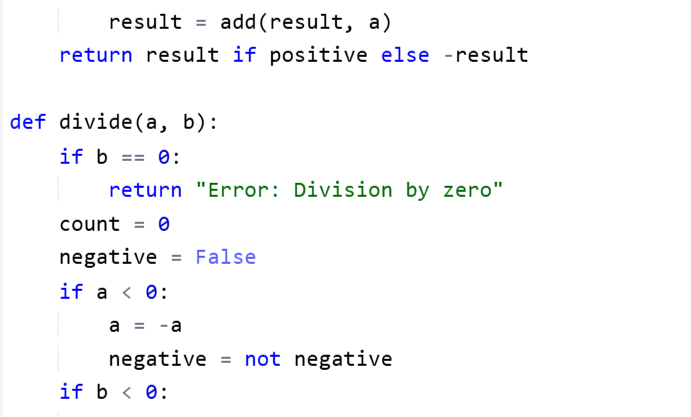 result = add(result, a)
    return result if positive else -result

def divide(a, b):
    if b == 0:
        return "Error: Division by zero"
    count = 0
    negative = False
    if a < 0:
        a = -a
        negative = not negative
    if b < 0: